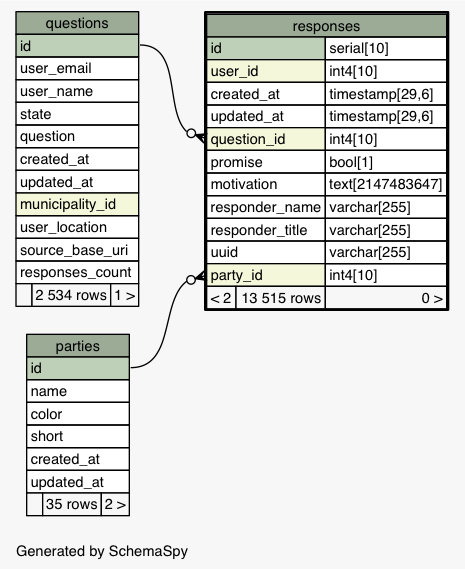 questions
id
user_email
user_name
state
question
created_at
updated_at
municipality_id
user_location
source_base_uri
responses_count
2 534 rows 1 >
responses
id serial[10]
user_id int4[10]
created_at timestamp[29,6]
updated_at timestamp[29,6]
question_id int4[10]
promise bool[1]
motivation text[2147483647]
responder_name varchar[255]
responder_title varchar[255]
uuid varchar[255]
party_id int4[10]
< 2 13 515 rows 0 >
parties
id
name
color
short
created_at
updated_at
35 rows 2 >
Generated by SchemaSpy